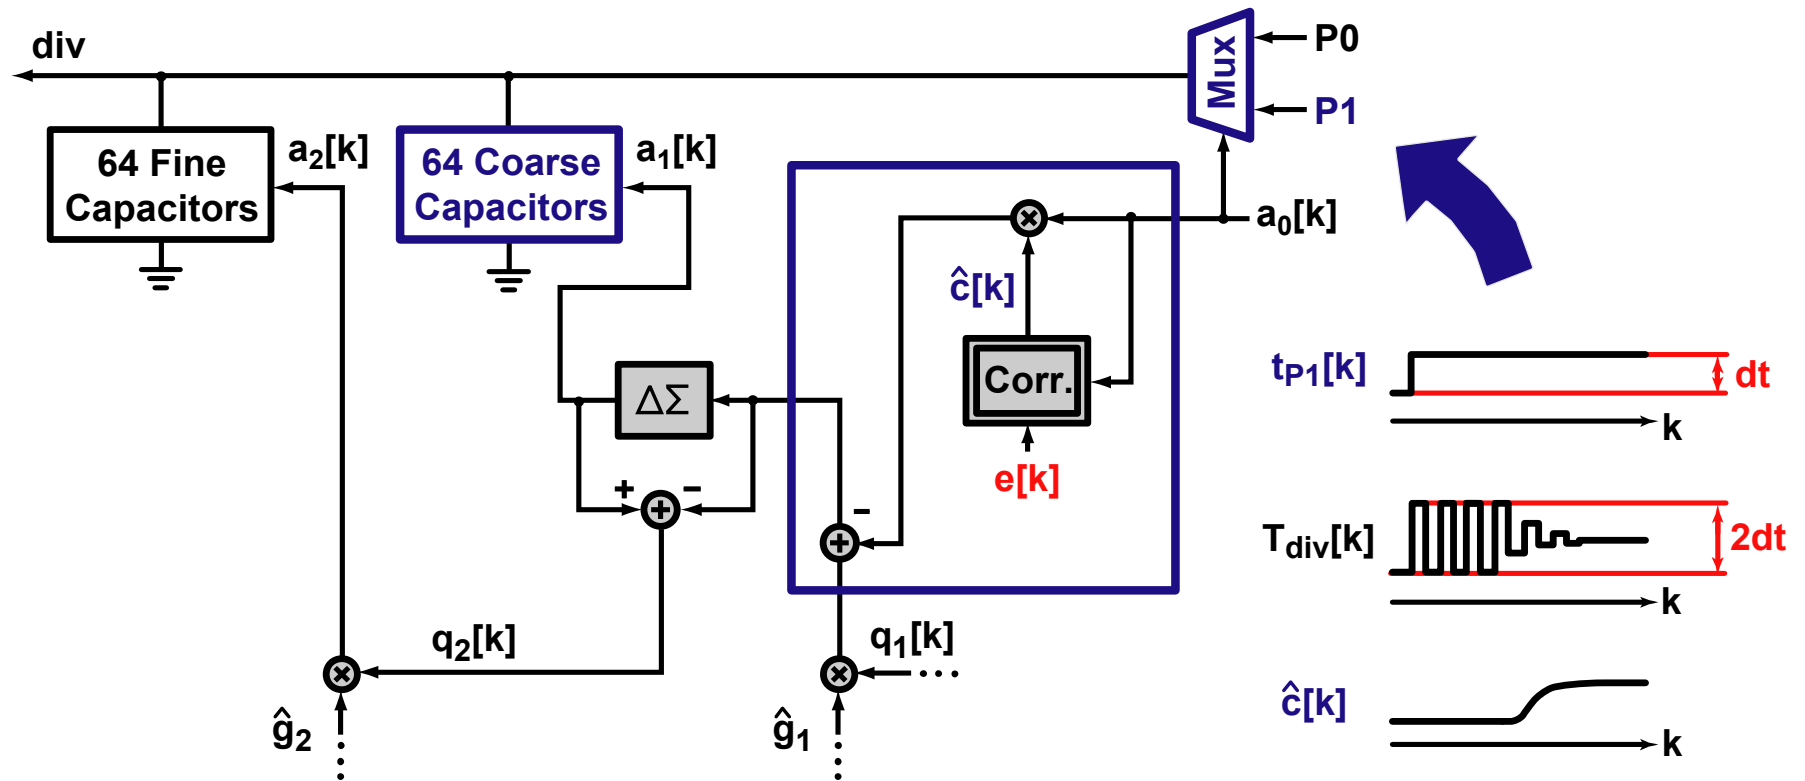 div
P0
Mux
P1
64 Fine
Capacitors
a2[k]
64 Coarse
Capacitors
a1[k]
a0[k]
ĉ[k]
Corr.
e[k]
ΔΣ
+
−
−
q2[k]
q1[k]
ĝ2
ĝ1
tP1[k]
dt
k
Tdiv[k]
2dt
k
ĉ[k]
k